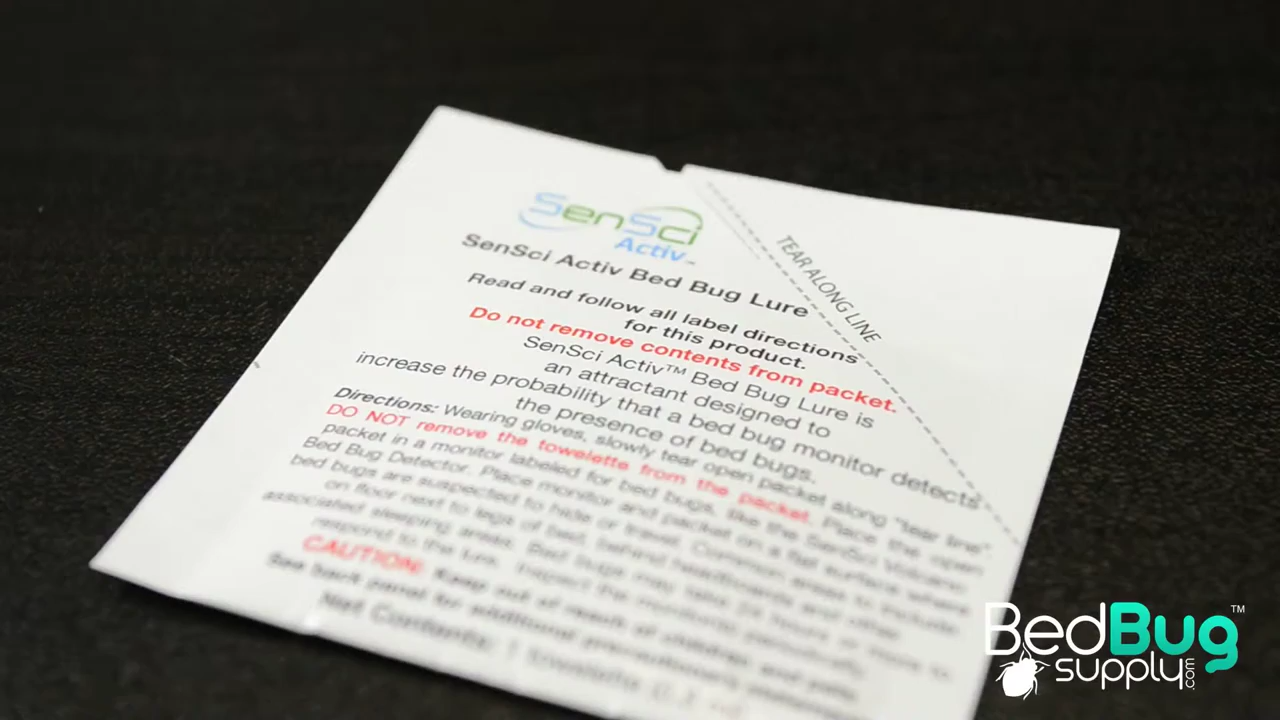 SenSci
Activ™
SenSci Activ Bed Bug Lure
TEAR ALONG LINE
Read and follow all label directions
for this product.
Do not remove contents from packet.
SenSci Activ™ Bed Bug Lure is
an attractant designed to
increase the probability that a bed bug monitor detects
the presence of bed bugs.
Directions: Wearing gloves, slowly tear open packet along "tear line"
DO NOT remove the towelette from the packet. Place the open
packet in a monitor labeled for bed bugs, like the SenSci Volcano
Bed Bug Detector. Place monitor and packet on flat surface where
bed bugs are suspected to hide or travel. Common areas to include
on floor next to legs of bed, behind headboards and other
associated sleeping areas. Bed bugs may take 24 hours or more to
respond to the lure. Inspect the monitor
CAUTION: Keep out of reach of children and pets.
See back panel for additional precautionary statements.
Net Contents: 1
BedBug™
supply.com